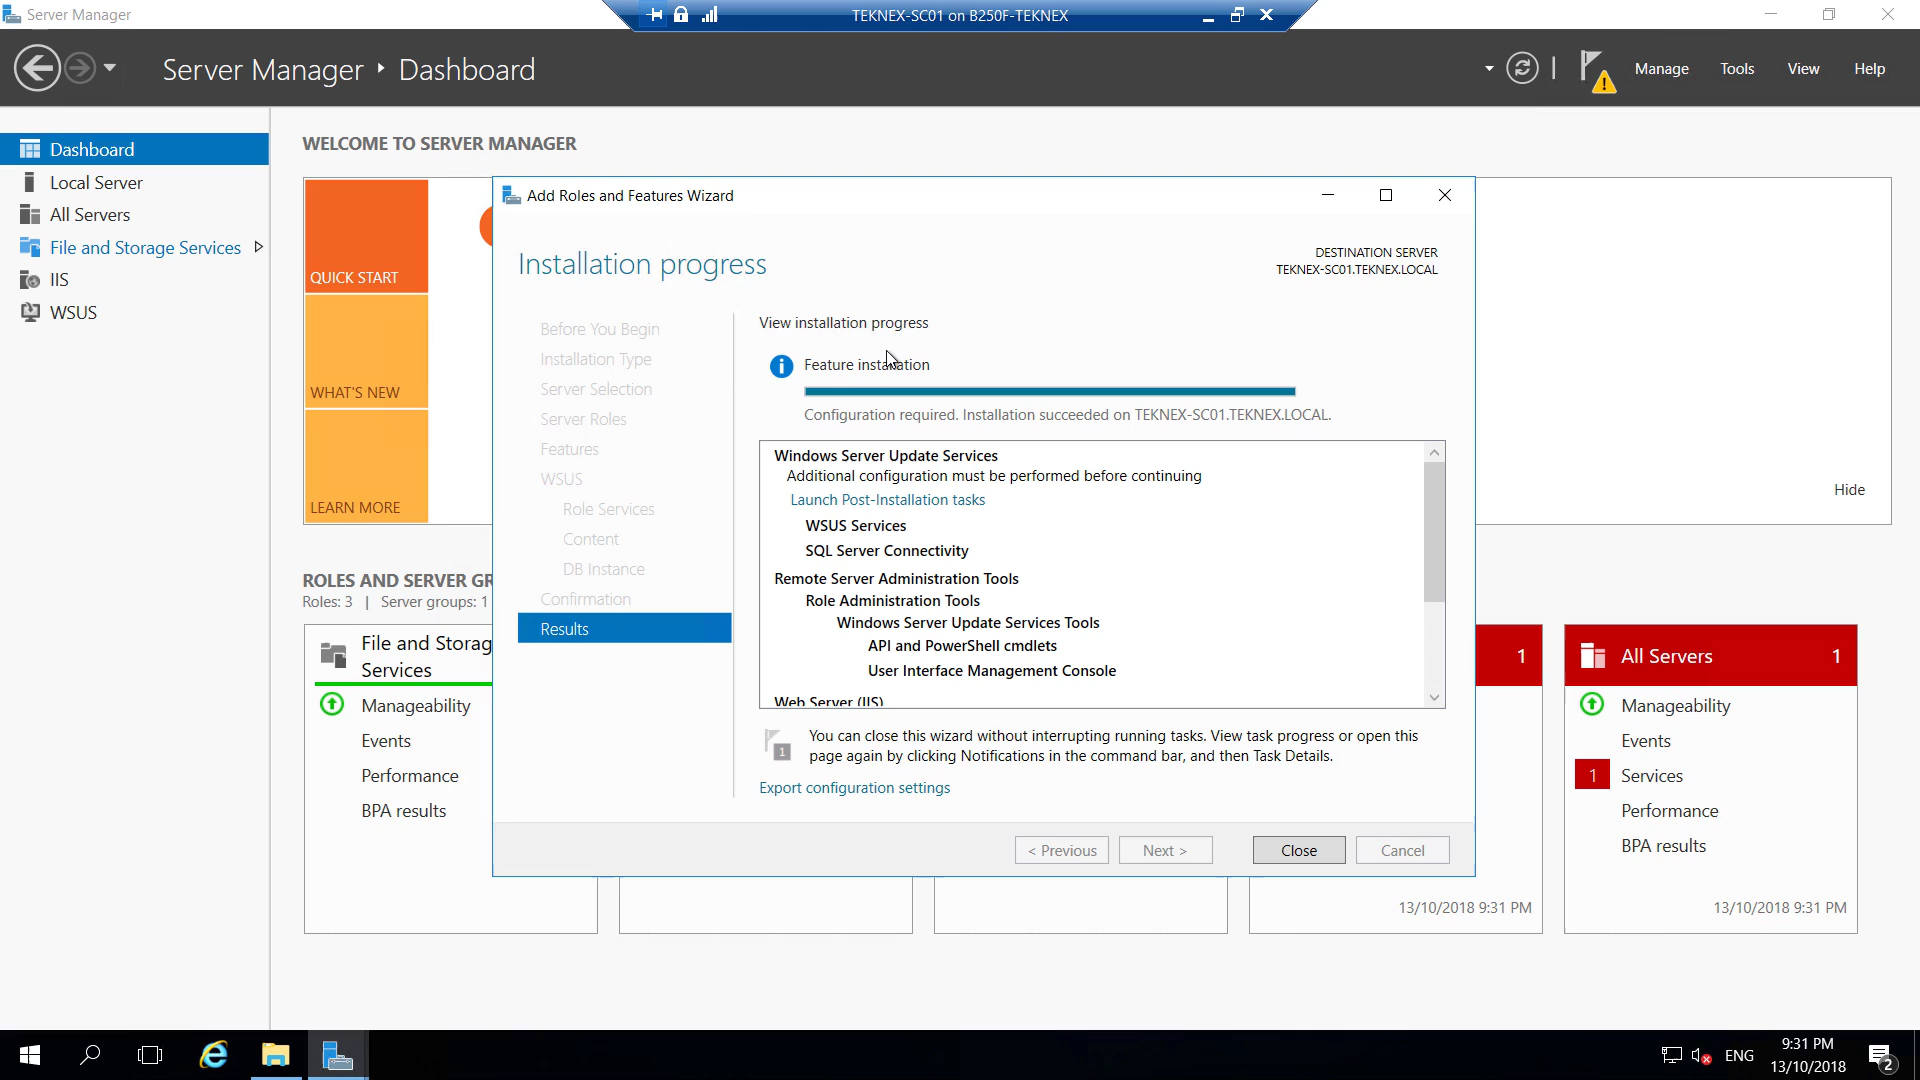 Server Manager
TEKNEX-SC01 on B250F-TEKNEX
Server Manager ‣ Dashboard
Manage
Tools
View
Help
Dashboard
Local Server
All Servers
File and Storage Services
IIS
WSUS
WELCOME TO SERVER MANAGER
QUICK START
WHAT'S NEW
LEARN MORE
Hide
Add Roles and Features Wizard
Installation progress
DESTINATION SERVER
TEKNEX-SC01.TEKNEX.LOCAL
Before You Begin
Installation Type
Server Selection
Server Roles
Features
WSUS
Role Services
Content
DB Instance
Confirmation
Results
View installation progress
Feature installation
Configuration required. Installation succeeded on TEKNEX-SC01.TEKNEX.LOCAL.
Windows Server Update Services
Additional configuration must be performed before continuing
Launch Post-Installation tasks
WSUS Services
SQL Server Connectivity
Remote Server Administration Tools
Role Administration Tools
Windows Server Update Services Tools
API and PowerShell cmdlets
User Interface Management Console
Web Server (IIS)
1
You can close this wizard without interrupting running tasks. View task progress or open this
page again by clicking Notifications in the command bar, and then Task Details.
Export configuration settings
< Previous
Next >
Close
Cancel
ROLES AND SERVER GR
Roles: 3 | Server groups: 1
File and Storag
Services
Manageability
Events
Performance
BPA results
1
13/10/2018 9:31 PM
All Servers 1
Manageability
Events
1 Services
Performance
BPA results
13/10/2018 9:31 PM
ENG
9:31 PM
13/10/2018
2